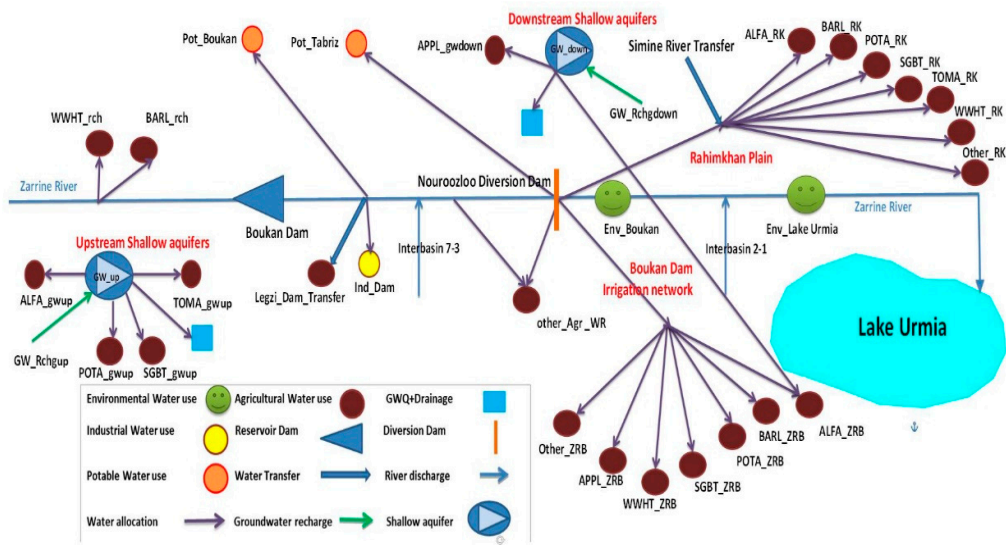 Downstream Shallow aquifers
Pot_Boukan
Pot_Tabriz
APPL_gwdown
GW_down
Simine River Transfer
ALFA_RK
BARL_RK
POTA_RK
SGBT_RK
TOMA_RK
WWHT_RK
Other_RK
GW_Rchgdown
WWHT_rch
BARL_rch
Rahimkhan Plain
Zarrine River
Nouroozloo Diversion Dam
Boukan Dam
Env_Boukan
Env_Lake Urmia
Zarrine River
Upstream Shallow aquifers
Interbasin 7-3
Interbasin 2-1
GW_up
ALFA_gwup
TOMA_gwup
Legzi_Dam_Transfer
Ind_Dam
Boukan Dam
Irrigation network
other_Agr_WR
Lake Urmia
GW_Rchgup
POTA_gwup
SGBT_gwup
Other_ZRB
APPL_ZRB
WWHT_ZRB
SGBT_ZRB
POTA_ZRB
BARL_ZRB
ALFA_ZRB
Environmental Water use
Agricultural Water use
GWQ+Drainage
Industrial Water use
Reservoir Dam
Diversion Dam
Potable Water use
Water Transfer
River discharge
Water allocation
Groundwater recharge
Shallow aquifer